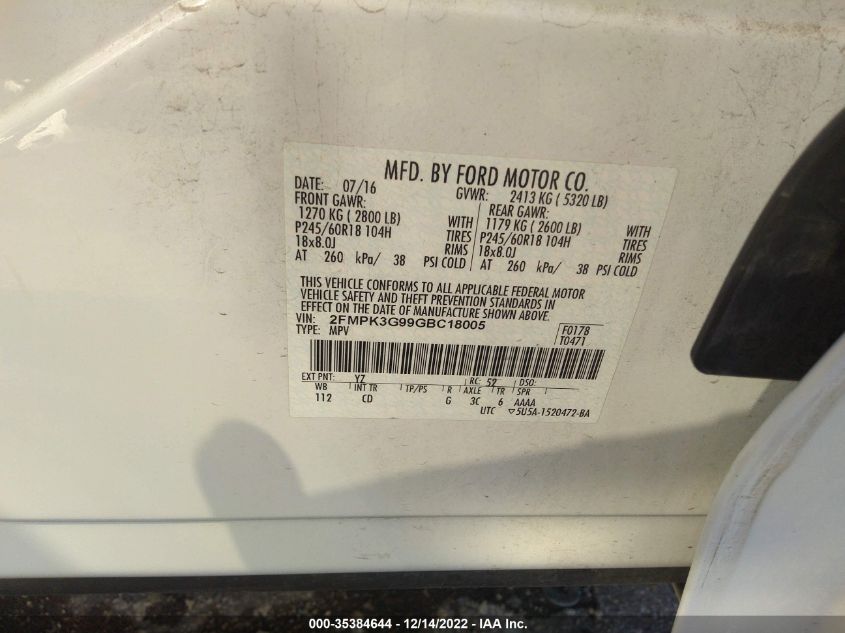 MFD. BY FORD MOTOR CO.
DATE: 07/16 GVWR: 2413 KG ( 5320 LB)
FRONT GAWR: REAR GAWR:
1270 KG ( 2800 LB) WITH 1179 KG ( 2600 LB) WITH
P245/60R18 104H TIRES P245/60R18 104H TIRES
18x8.0J RIMS 18x8.0J RIMS
AT 260 kPa/ 38 PSI COLD AT 260 kPa/ 38 PSI COLD
THIS VEHICLE CONFORMS TO ALL APPLICABLE FEDERAL MOTOR
VEHICLE SAFETY AND THEFT PREVENTION STANDARDS IN
EFFECT ON THE DATE OF MANUFACTURE SHOWN ABOVE.
VIN: 2FMPK3G99GBC18005 F0178
TYPE: MPV T0471
EXT PNT: YZ RC: 52 DSO:
WB INT TR TP/PS R AXLE TR SPR
112 CD G 3C 6 AAAA
UTC ▽5U5A-1520472-BA
000-35384644 - 12/14/2022 - IAA Inc.